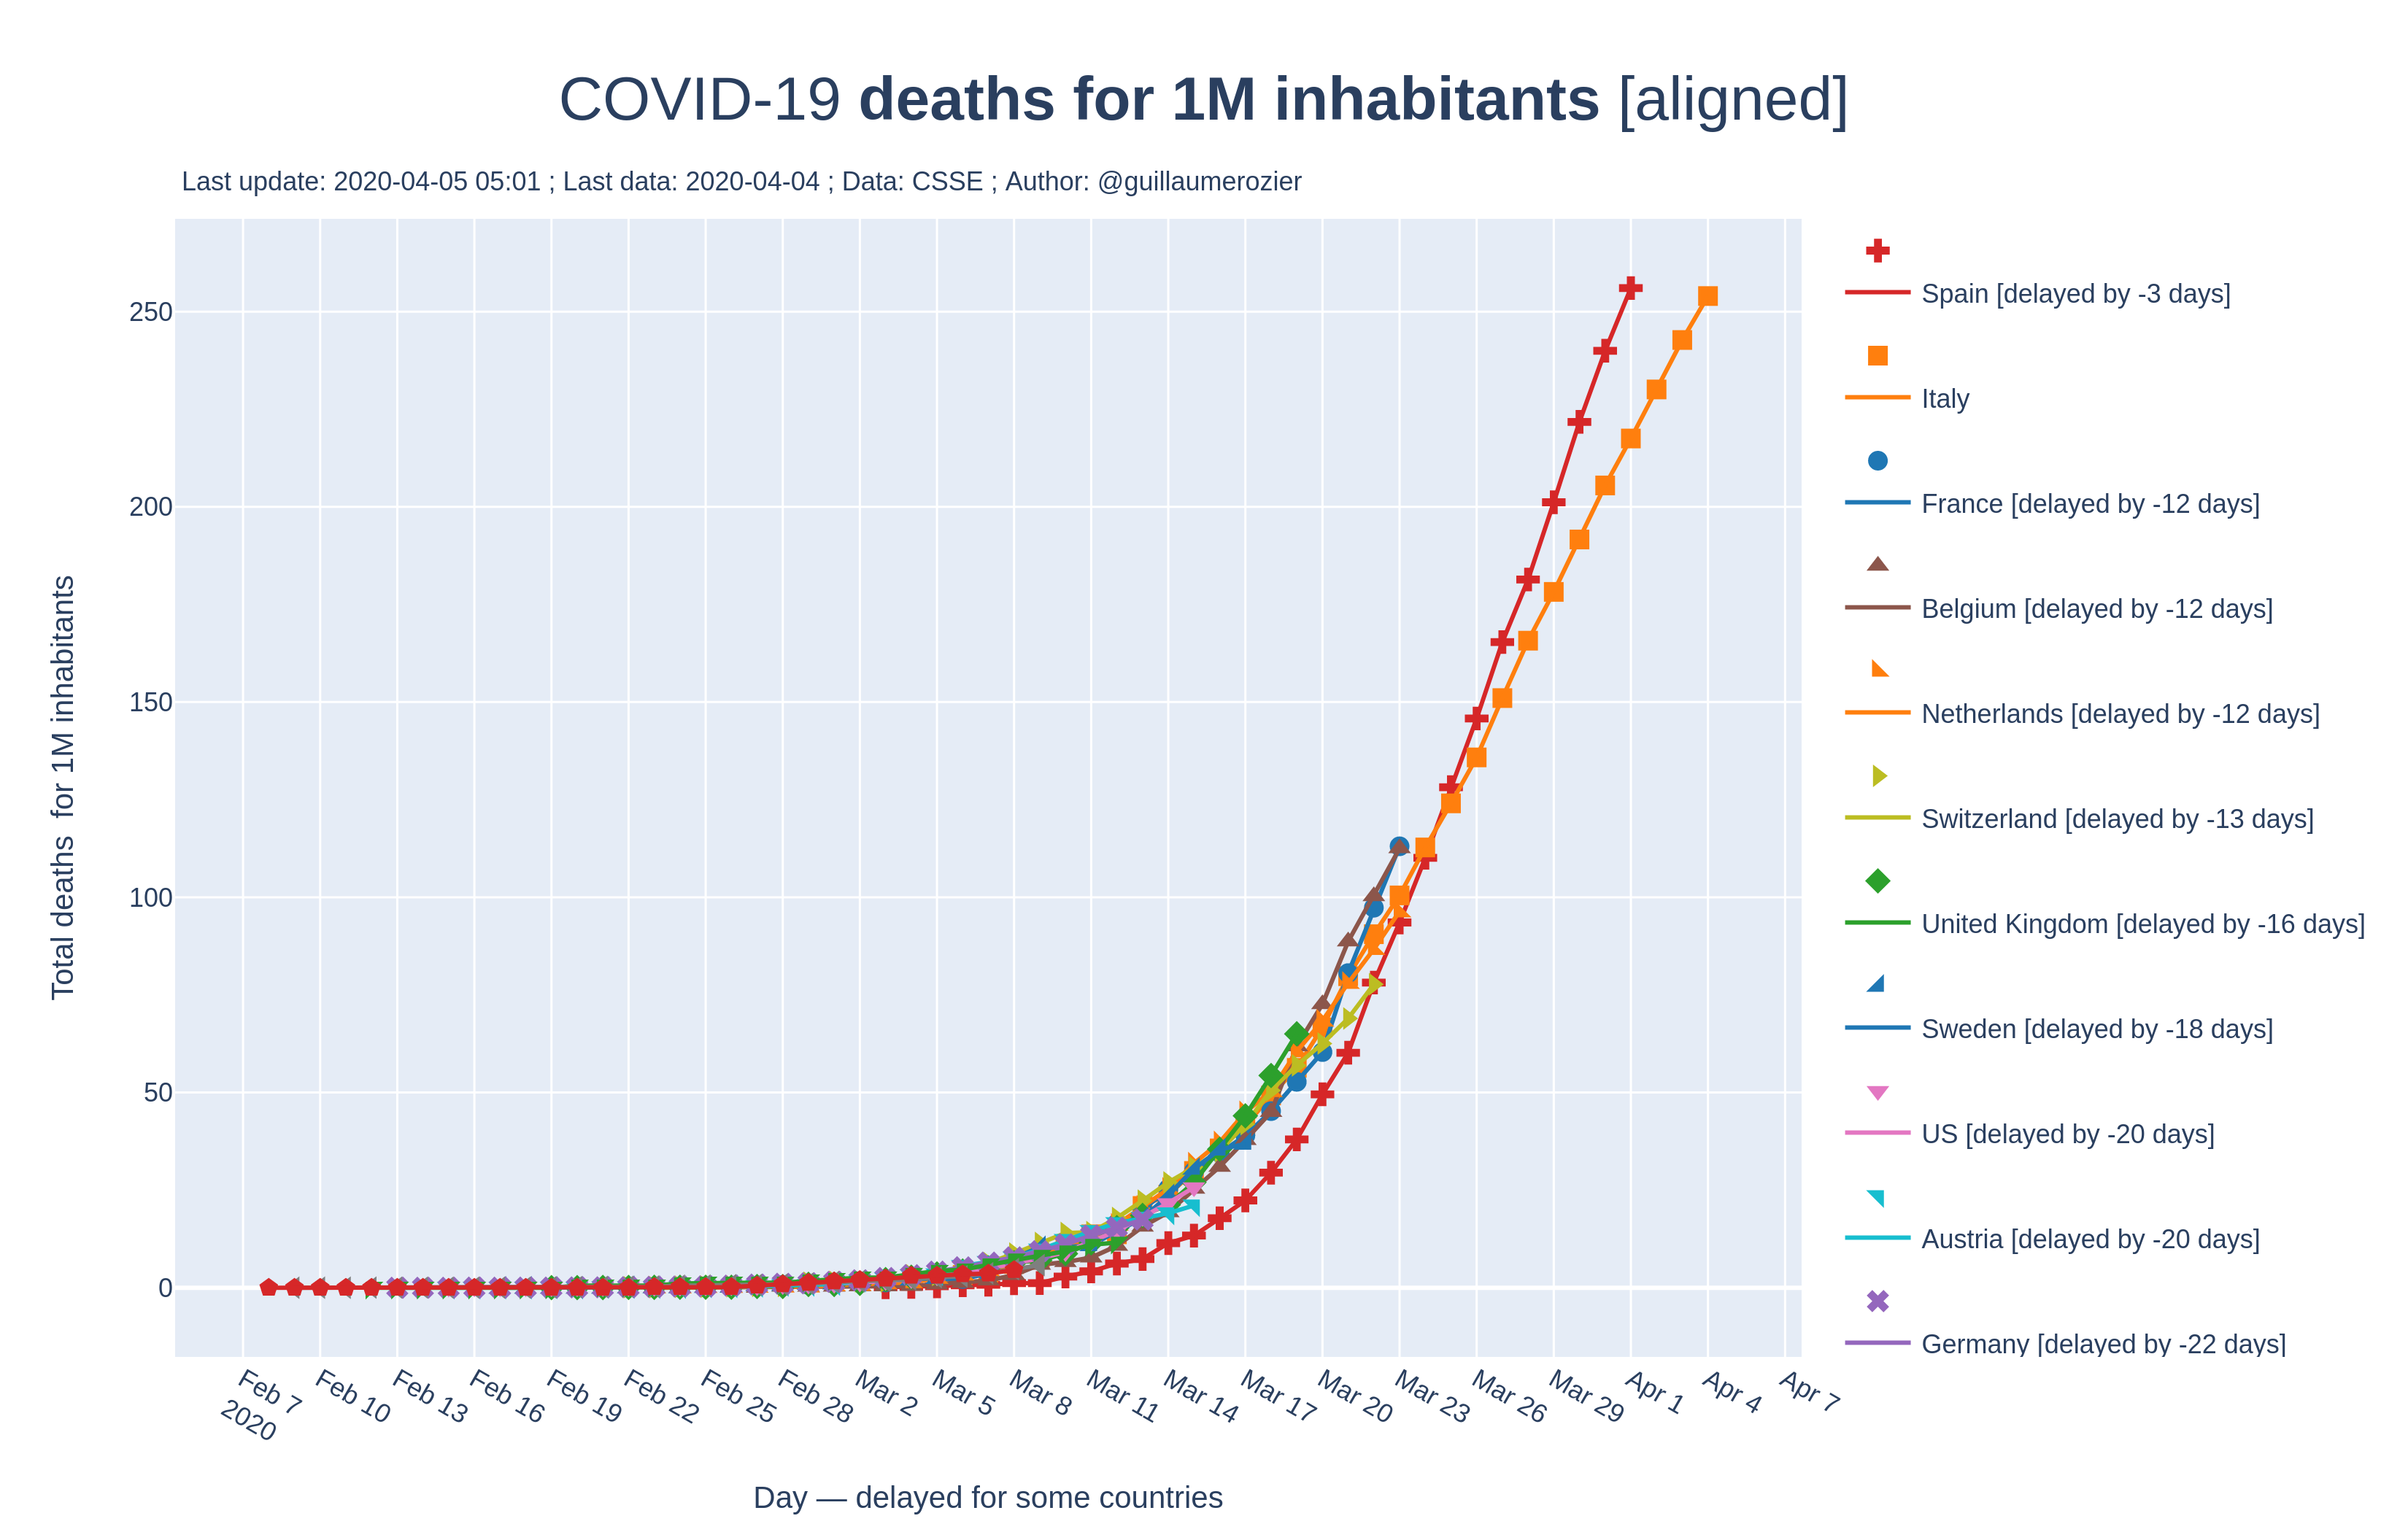 COVID-19 deaths for 1M inhabitants [aligned]
Last update: 2020-04-05 05:01 ; Last data: 2020-04-04 ; Data: CSSE ; Author: @guillaumerozier
Total deaths for 1M inhabitants
250
200
150
100
50
0
Feb 7
2020
Feb 10
Feb 13
Feb 16
Feb 19
Feb 22
Feb 25
Feb 28
Mar 2
Mar 5
Mar 8
Mar 11
Mar 14
Mar 17
Mar 20
Mar 23
Mar 26
Mar 29
Apr 1
Apr 4
Apr 7
Day — delayed for some countries
Spain [delayed by -3 days]
Italy
France [delayed by -12 days]
Belgium [delayed by -12 days]
Netherlands [delayed by -12 days]
Switzerland [delayed by -13 days]
United Kingdom [delayed by -16 days]
Sweden [delayed by -18 days]
US [delayed by -20 days]
Austria [delayed by -20 days]
Germany [delayed by -22 days]